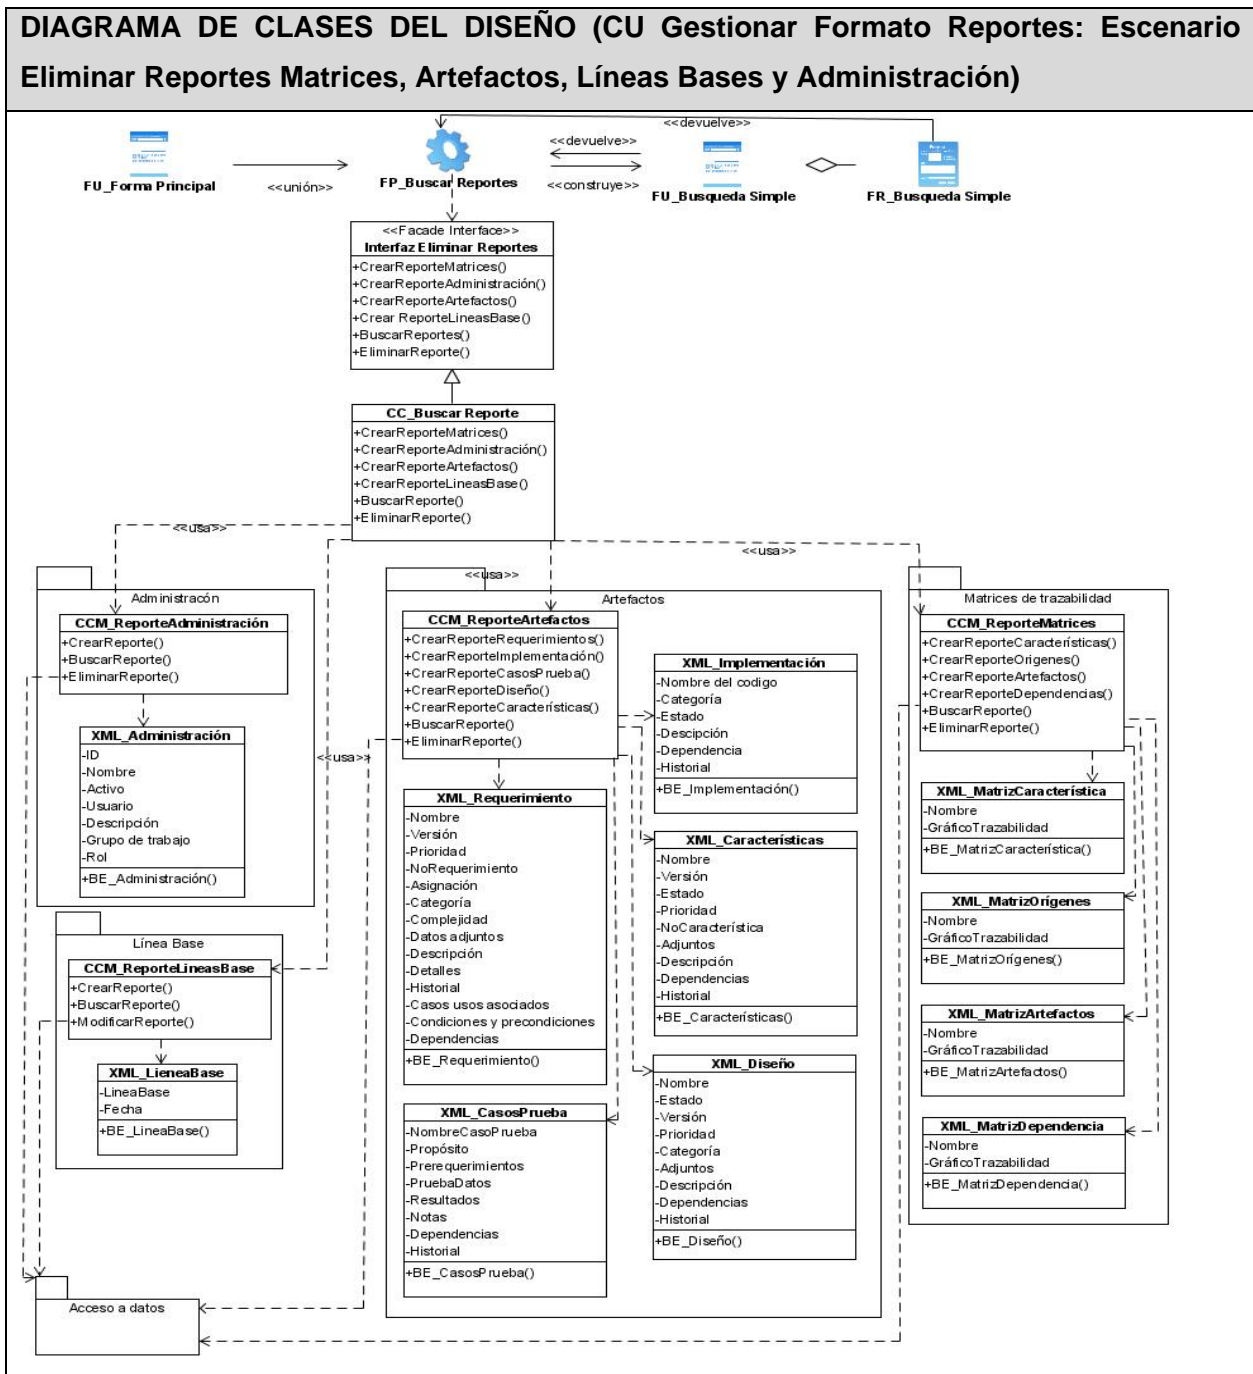 DIAGRAMA DE CLASES DEL DISEÑO (CU Gestionar Formato Reportes: Escenario
Eliminar Reportes Matrices, Artefactos, Líneas Bases y Administración)
<<devuelve>>
<<devuelve>>
FU_Forma Principal
<<unión>>
FP_Buscar Reportes
<<construye>>
FU_Busqueda Simple
FR_Busqueda Simple
<<Facade Interface>>
Interfaz Eliminar Reportes
+CrearReporteMatrices()
+CrearReporteAdministración()
+CrearReporteArtefactos()
+Crear ReporteLineasBase()
+BuscarReportes()
+EliminarReporte()
CC_Buscar Reporte
+CrearReporteMatrices()
+CrearReporteAdministración()
+CrearReporteArtefactos()
+CrearReporteLineasBase()
+BuscarReporte()
+EliminarReporte()
<<usa>>
<<usa>>
<<usa>>
<<usa>>
Administracón
CCM_ReporteAdministración
+CrearReporte()
+BuscarReporte()
+EliminarReporte()
XML_Administración
-ID
-Nombre
-Activo
-Usuario
-Descripción
-Grupo de trabajo
-Rol
+BE_Administración()
Línea Base
CCM_ReporteLineasBase
+CrearReporte()
+BuscarReporte()
+ModificarReporte()
XML_LieneaBase
-LineaBase
-Fecha
+BE_LineaBase()
Acceso a datos
Artefactos
CCM_ReporteArtefactos
+CrearReporteRequerimientos()
+CrearReporteImplementación()
+CrearReporteCasosPrueba()
+CrearReporteDiseño()
+CrearReporteCaracterísticas()
+BuscarReporte()
+EliminarReporte()
XML_Requerimiento
-Nombre
-Versión
-Prioridad
-NoRequerimiento
-Asignación
-Categoría
-Complejidad
-Datos adjuntos
-Descripción
-Detalles
-Historial
-Casos usos asociados
-Condiciones y precondiciones
-Dependencias
+BE_Requerimiento()
XML_CasosPrueba
-NombreCasoPrueba
-Propósito
-Prerequerimientos
-PruebaDatos
-Resultados
-Notas
-Dependencias
-Historial
+BE_CasosPrueba()
XML_Implementación
-Nombre del codigo
-Categoría
-Estado
-Descipción
-Dependencia
-Historial
+BE_Implementación()
XML_Características
-Nombre
-Versión
-Estado
-Prioridad
-NoCaracterística
-Adjuntos
-Descripción
-Dependencias
-Historial
+BE_Características()
XML_Diseño
-Nombre
-Estado
-Versión
-Prioridad
-Categoría
-Adjuntos
-Descripción
-Dependencias
-Historial
+BE_Diseño()
Matrices de trazabilidad
CCM_ReporteMatrices
+CrearReporteCaracterísticas()
+CrearReporteOrigenes()
+CrearReporteArtefactos()
+CrearReporteDependencias()
+BuscarReporte()
+EliminarReporte()
XML_MatrizCaracterística
-Nombre
-GráficoTrazabilidad
+BE_MatrizCaracterística()
XML_MatrizOrígenes
-Nombre
-GráficoTrazabilidad
+BE_MatrizOrígenes()
XML_MatrizArtefactos
-Nombre
-GráficoTrazabilidad
+BE_MatrizArtefactos()
XML_MatrizDependencia
-Nombre
-GráficoTrazabilidad
+BE_MatrizDependencia()